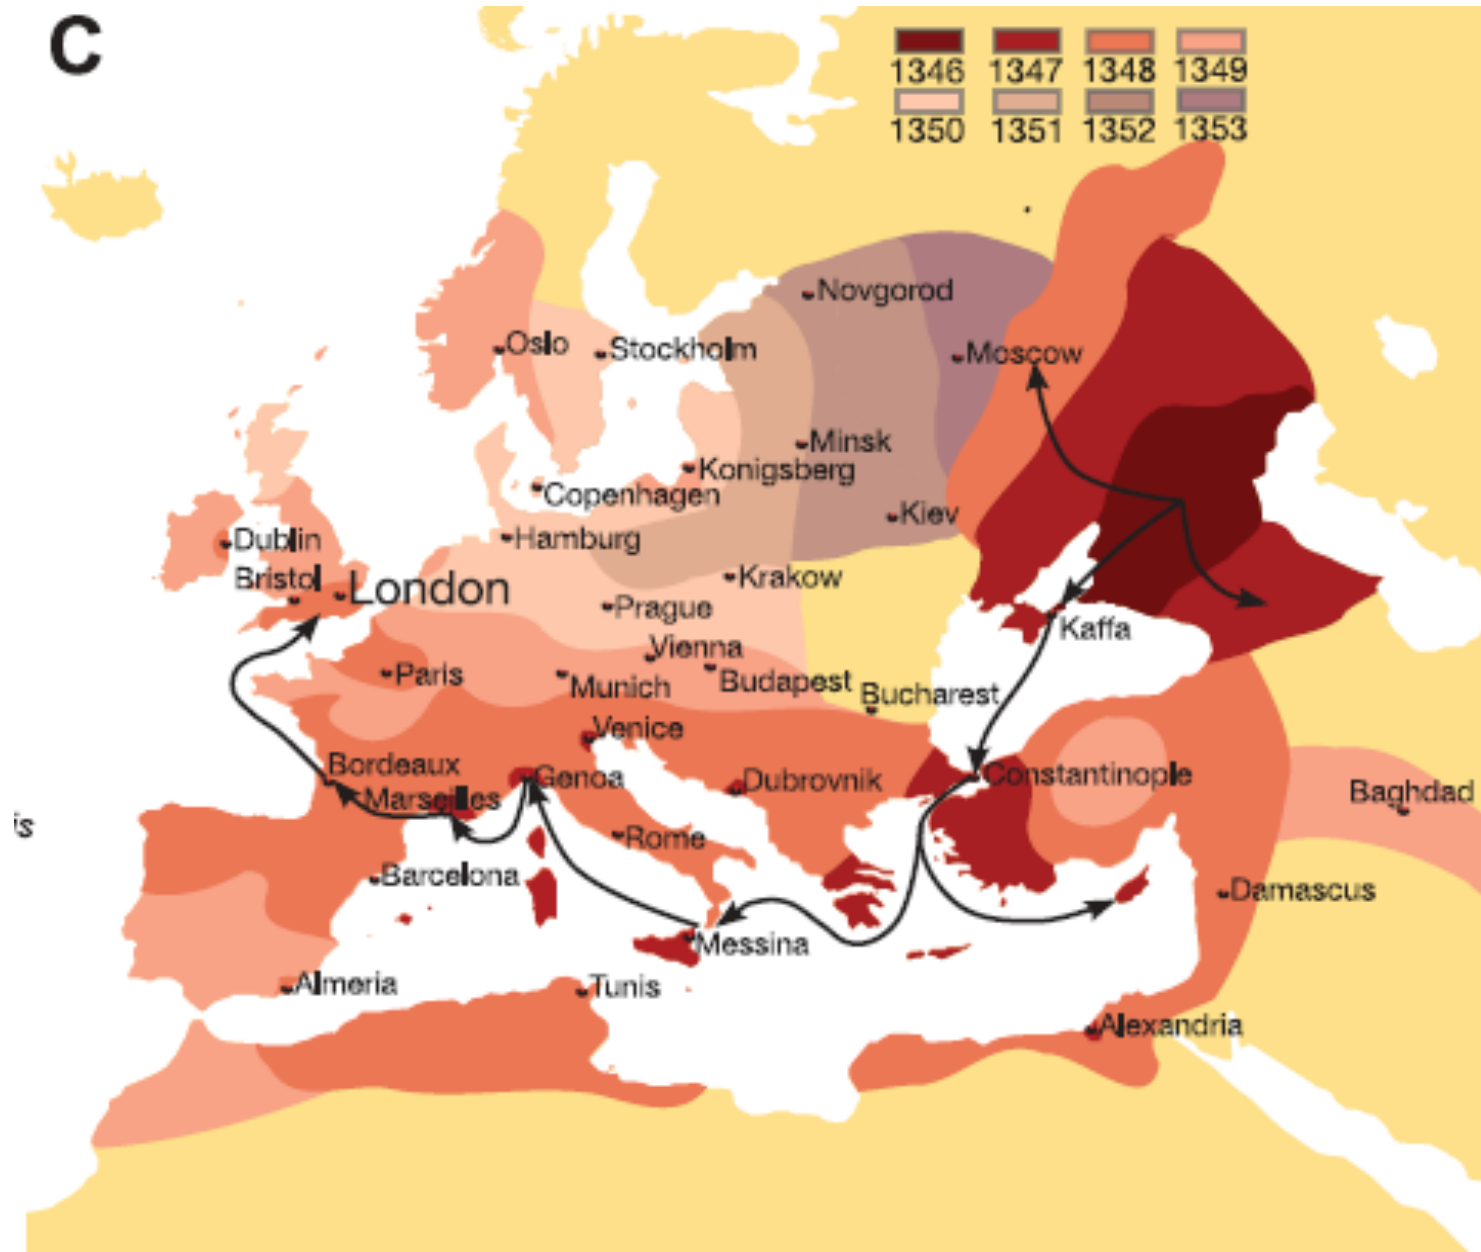 C
1346 1347 1348 1349
1350 1351 1352 1353
Novgorod
Oslo
Stockholm
Moscow
Minsk
Konigsberg
Copenhagen
Kiev
Dublin
Hamburg
Bristol
London
Krakow
Prague
Kaffa
Vienna
Paris
Munich
Budapest
Bucharest
Venice
Bordeaux
Genoa
Dubrovnik
Constantinople
Marseilles
Baghdad
is
Rome
Barcelona
Damascus
Messina
Almeria
Tunis
Alexandria